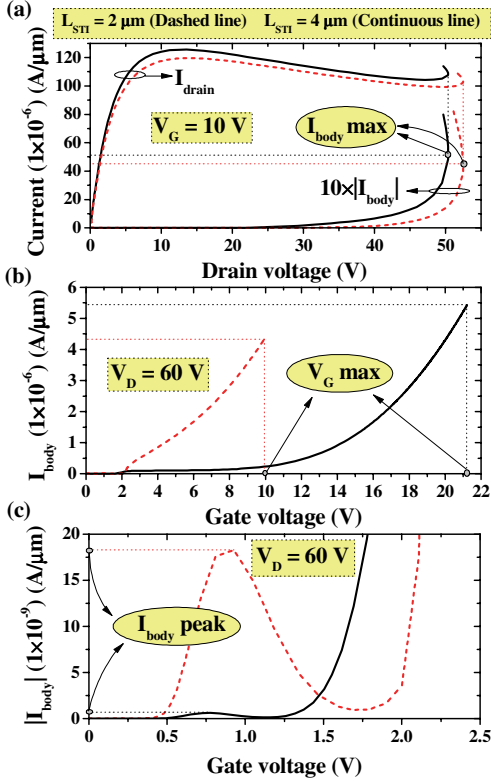 (a)
L_STI = 2 µm (Dashed line) L_STI = 4 µm (Continuous line)
Current (1×10⁻⁶) (A/µm)
120
100
80
60
40
20
0
I_drain
V_G = 10 V
I_body max
10×|I_body|
0 10 20 30 40 50
Drain voltage (V)
(b)
I_body (1×10⁻⁶) (A/µm)
6
5
4
3
2
1
0
V_D = 60 V
V_G max
0 2 4 6 8 10 12 14 16 18 20 22
Gate voltage (V)
(c)
|I_body| (1×10⁻⁹) (A/µm)
20
15
10
5
0
V_D = 60 V
I_body peak
0.0 0.5 1.0 1.5 2.0 2.5
Gate voltage (V)